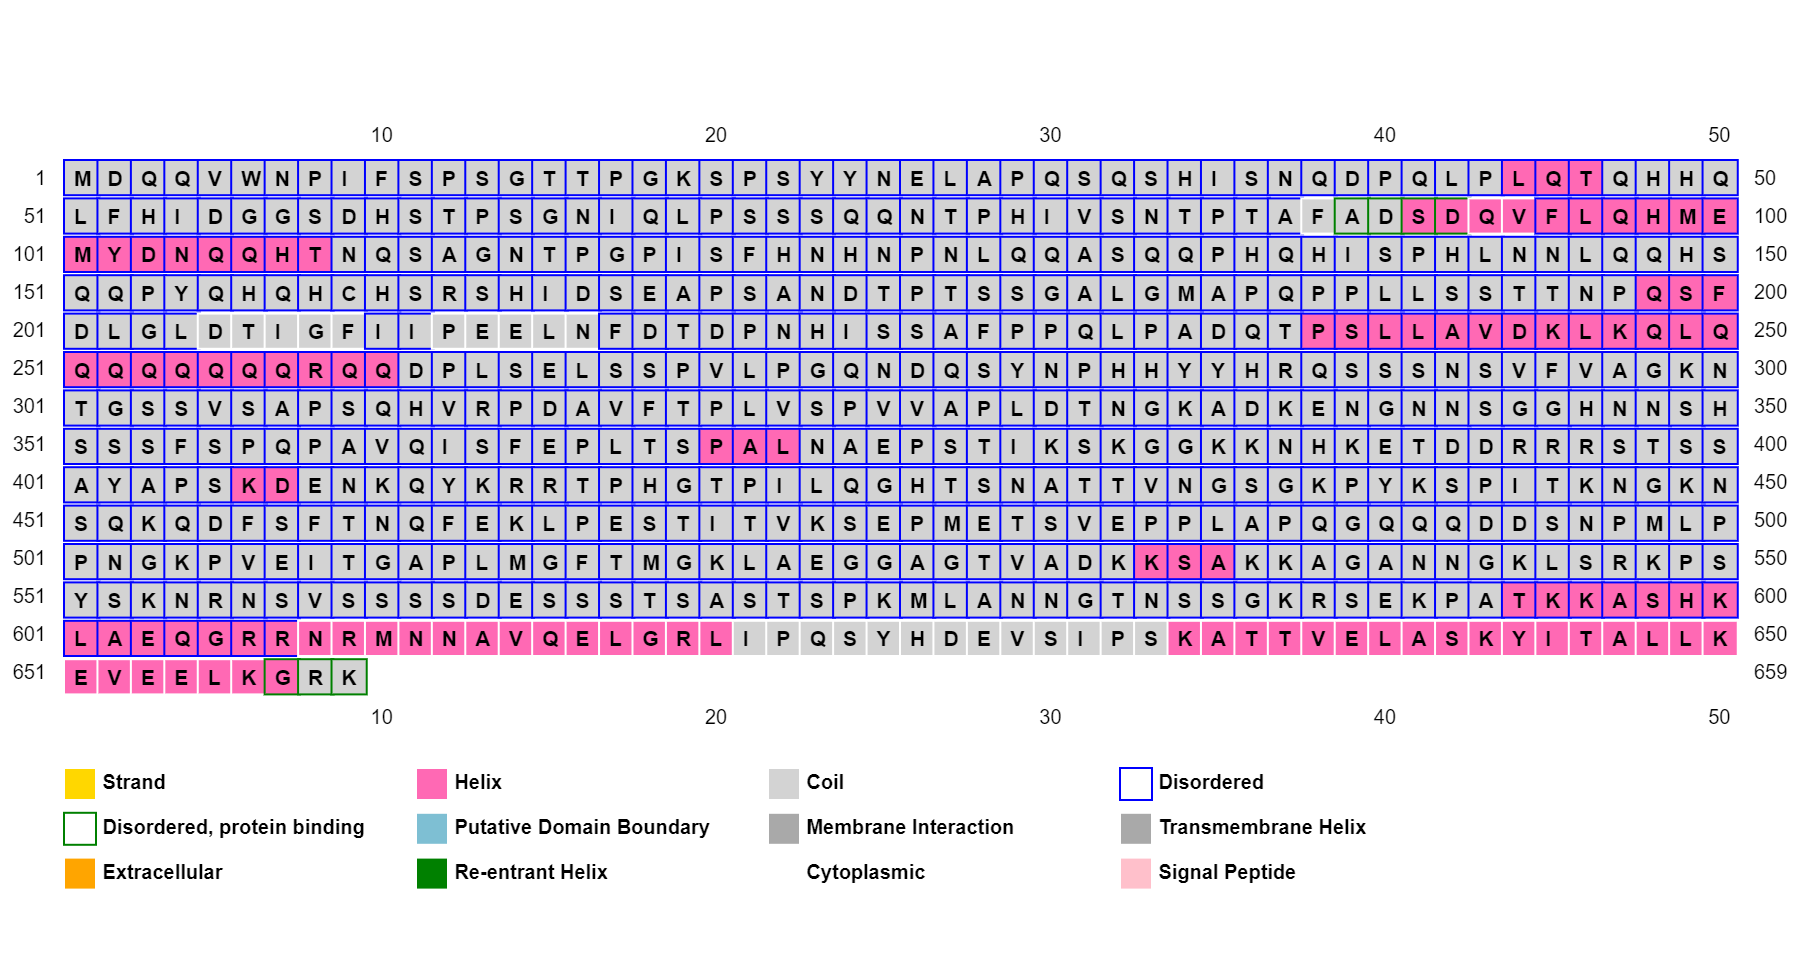 10 20 30 40 50
1 M D Q Q V W N P I F S P S G T T P G K S P S Y Y N E L A P Q S Q S H I S N Q D P Q L P L Q T Q H H Q 50
51 L F H I D G G S D H S T P S G N I Q L P S S S Q Q N T P H I V S N T P T A F A D S D Q V F L Q H M E 100
101 M Y D N Q Q H T N Q S A G N T P G P I S F H N H N P N L Q Q A S Q Q P H Q H I S P H L N N L Q Q H S 150
151 Q Q P Y Q H Q H C H S R S H I D S E A P S A N D T P T S S G A L G M A P Q P P L L S S T T N P Q S F 200
201 D L G L D T I G F I I P E E L N F D T D P N H I S S A F P P Q L P A D Q T P S L L A V D K L K Q L Q 250
251 Q Q Q Q Q Q Q R Q Q D P L S E L S S P V L P G Q N D Q S Y N P H H Y Y H R Q S S S N S V F V A G K N 300
301 T G S S V S A P S Q H V R P D A V F T P L V S P V V A P L D T N G K A D K E N G N N S G G H N N S H 350
351 S S S F S P Q P A V Q I S F E P L T S P A L N A E P S T I K S K G G K K N H K E T D D R R R S T S S 400
401 A Y A P S K D E N K Q Y K R R T P H G T P I L Q G H T S N A T T V N G S G K P Y K S P I T K N G K N 450
451 S Q K Q D F S F T N Q F E K L P E S T I T V K S E P M E T S V E P P L A P Q G Q Q Q D D S N P M L P 500
501 P N G K P V E I T G A P L M G F T M G K L A E G G A G T V A D K K S A K K A G A N N G K L S R K P S 550
551 Y S K N R N S V S S S S D E S S S T S A S T S P K M L A N N G T N S S G K R S E K P A T K K A S H K 600
601 L A E Q G R R N R M N N A V Q E L G R L I P Q S Y H D E V S I P S K A T T V E L A S K Y I T A L L K 650
651 E V E E L K G R K 659
10 20 30 40 50
Strand Helix Coil Disordered
Disordered, protein binding Putative Domain Boundary Membrane Interaction Transmembrane Helix
Extracellular Re-entrant Helix Cytoplasmic Signal Peptide